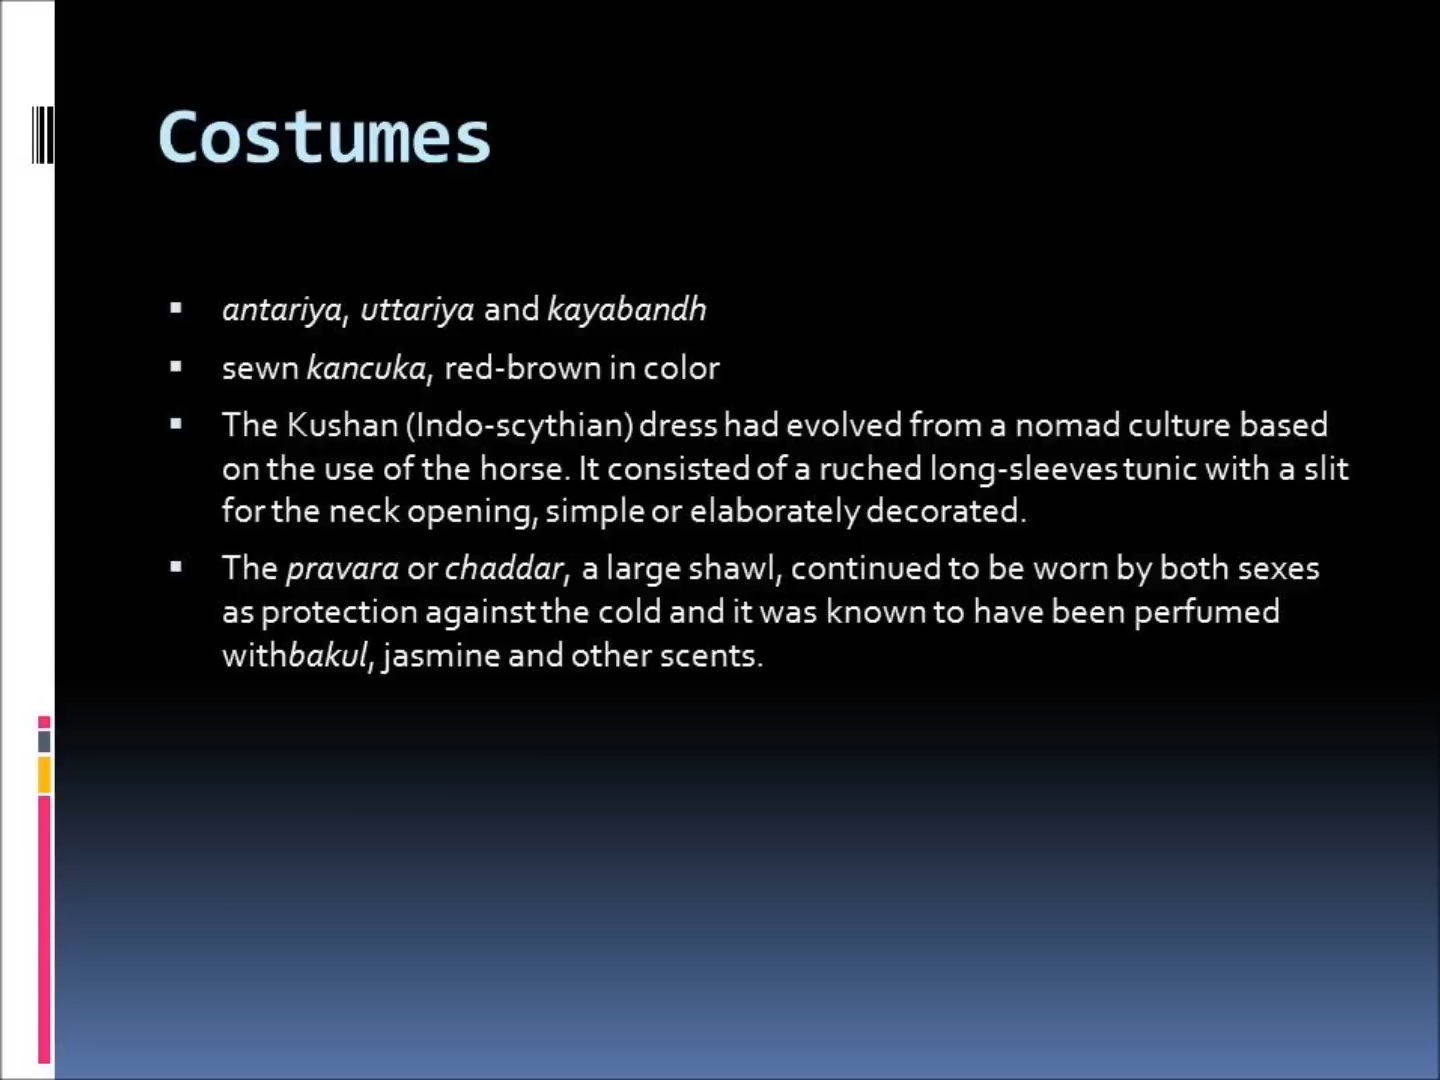 Costumes
antariya, uttariya and kayabandh
sewn kancuka, red-brown in color
The Kushan (Indo-scythian) dress had evolved from a nomad culture based
on the use of the horse. It consisted of a ruched long-sleeves tunic with a slit
for the neck opening, simple or elaborately decorated.
The pravara or chaddar, a large shawl, continued to be worn by both sexes
as protection against the cold and it was known to have been perfumed
withbakul, jasmine and other scents.